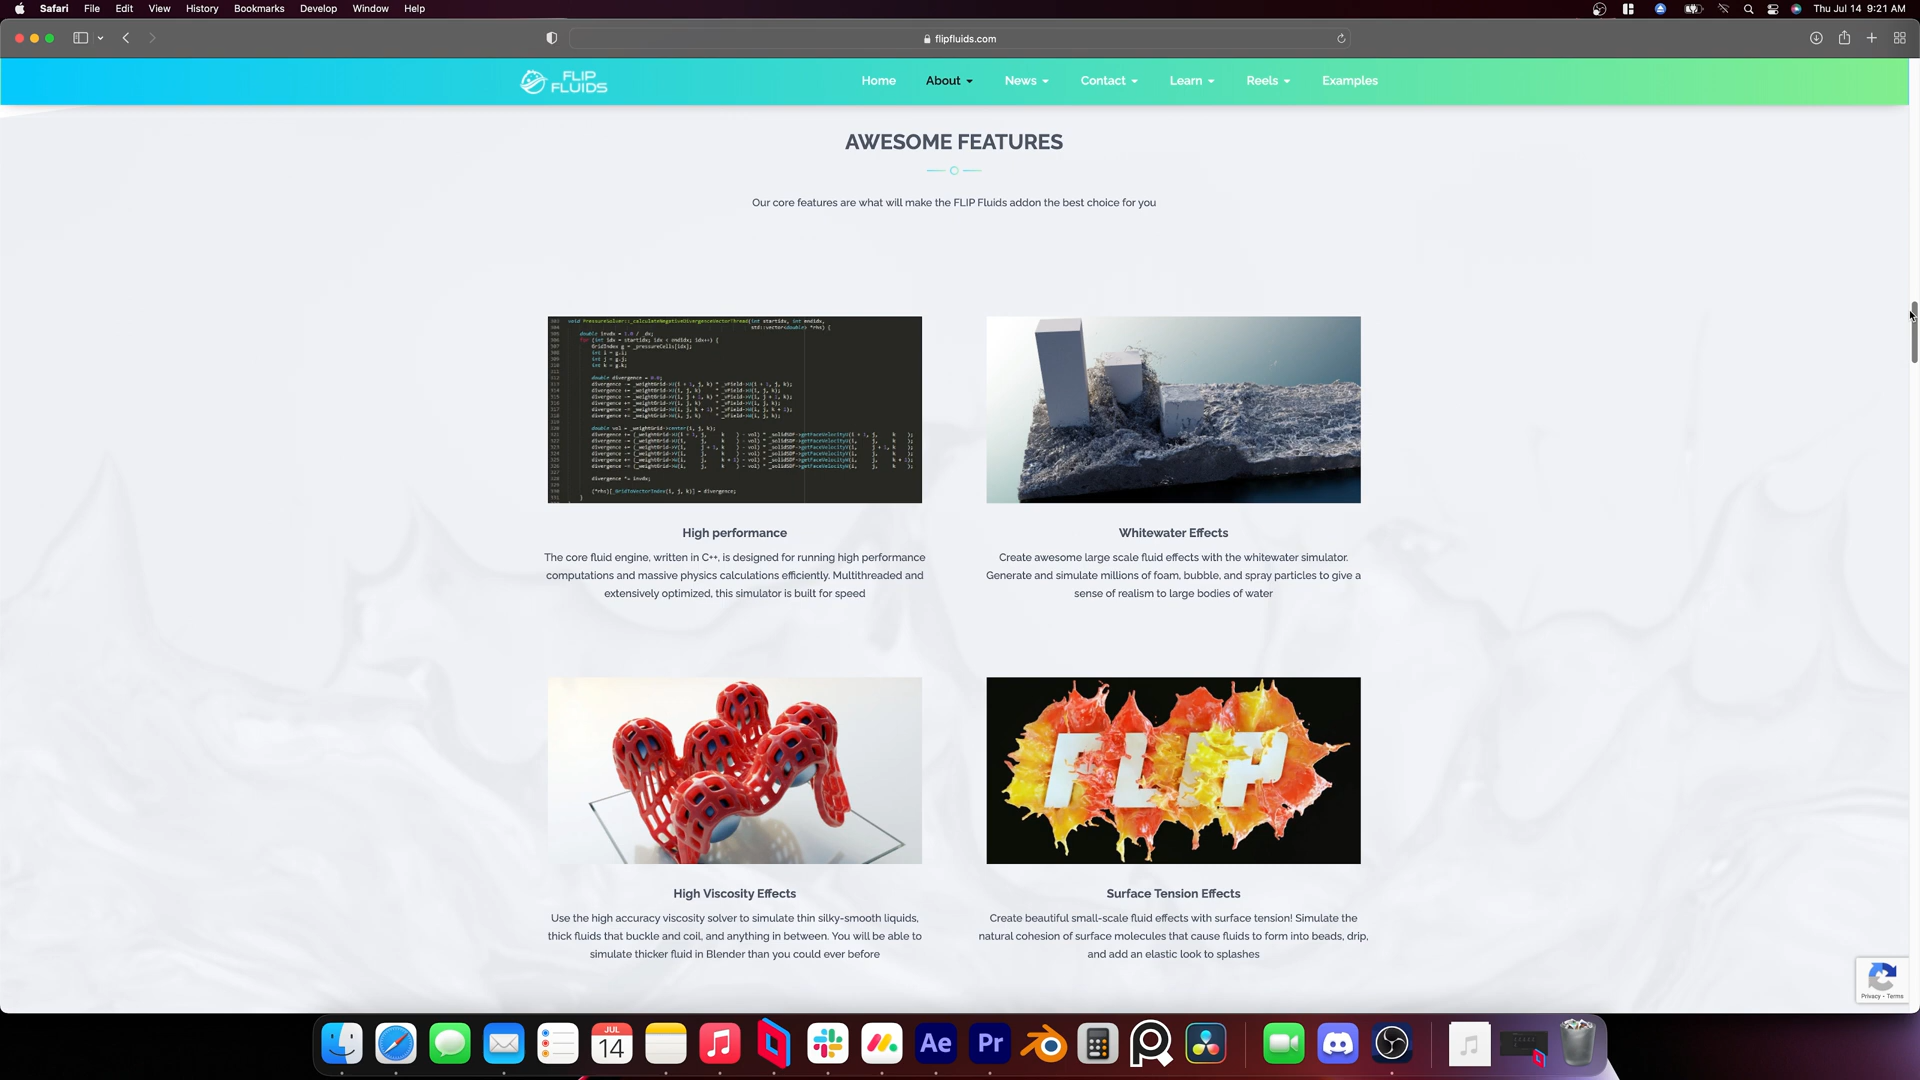 Safari File Edit View History Bookmarks Develop Window Help Thu Jul 14 9:21 AM
flipfluids.com
FLIP
FLUIDS
Home About News Contact Learn Reels Examples
AWESOME FEATURES
Our core features are what will make the FLIP Fluids addon the best choice for you
High performance
The core fluid engine, written in C++, is designed for running high performance
computations and massive physics calculations efficiently. Multithreaded and
extensively optimized, this simulator is built for speed
Whitewater Effects
Create awesome large scale fluid effects with the whitewater simulator.
Generate and simulate millions of foam, bubble, and spray particles to give a
sense of realism to large bodies of water
FLIP
High Viscosity Effects
Use the high accuracy viscosity solver to simulate thin silky-smooth liquids,
thick fluids that buckle and coil, and anything in between. You will be able to
simulate thicker fluid in Blender than you could ever before
Surface Tension Effects
Create beautiful small-scale fluid effects with surface tension! Simulate the
natural cohesion of surface molecules that cause fluids to form into beads, drip,
and add an elastic look to splashes
Privacy - Terms
JUL
14
Ae
Pr